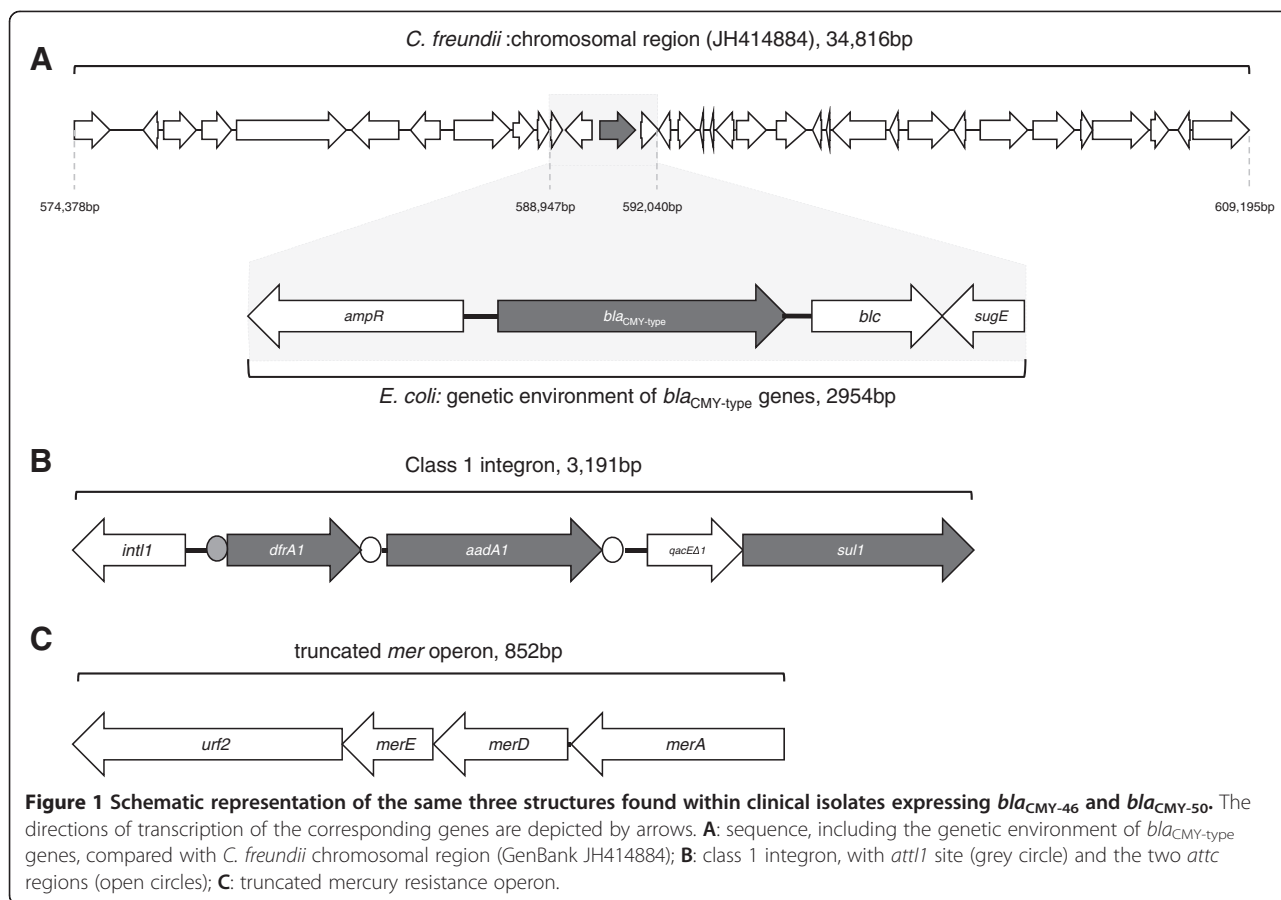 A
C. freundii :chromosomal region (JH414884), 34,816bp
574,378bp
588,947bp
592,040bp
609,195bp
ampR
blaCMY-type
blc
sugE
E. coli: genetic environment of blaCMY-type genes, 2954bp
B
Class 1 integron, 3,191bp
intI1
dfrA1
aadA1
qacEΔ1
sul1
C
truncated mer operon, 852bp
urf2
merE
merD
merA
Figure 1 Schematic representation of the same three structures found within clinical isolates expressing blaCMY-46 and blaCMY-50. The
directions of transcription of the corresponding genes are depicted by arrows. A: sequence, including the genetic environment of blaCMY-type
genes, compared with C. freundii chromosomal region (GenBank JH414884); B: class 1 integron, with attI1 site (grey circle) and the two attc
regions (open circles); C: truncated mercury resistance operon.